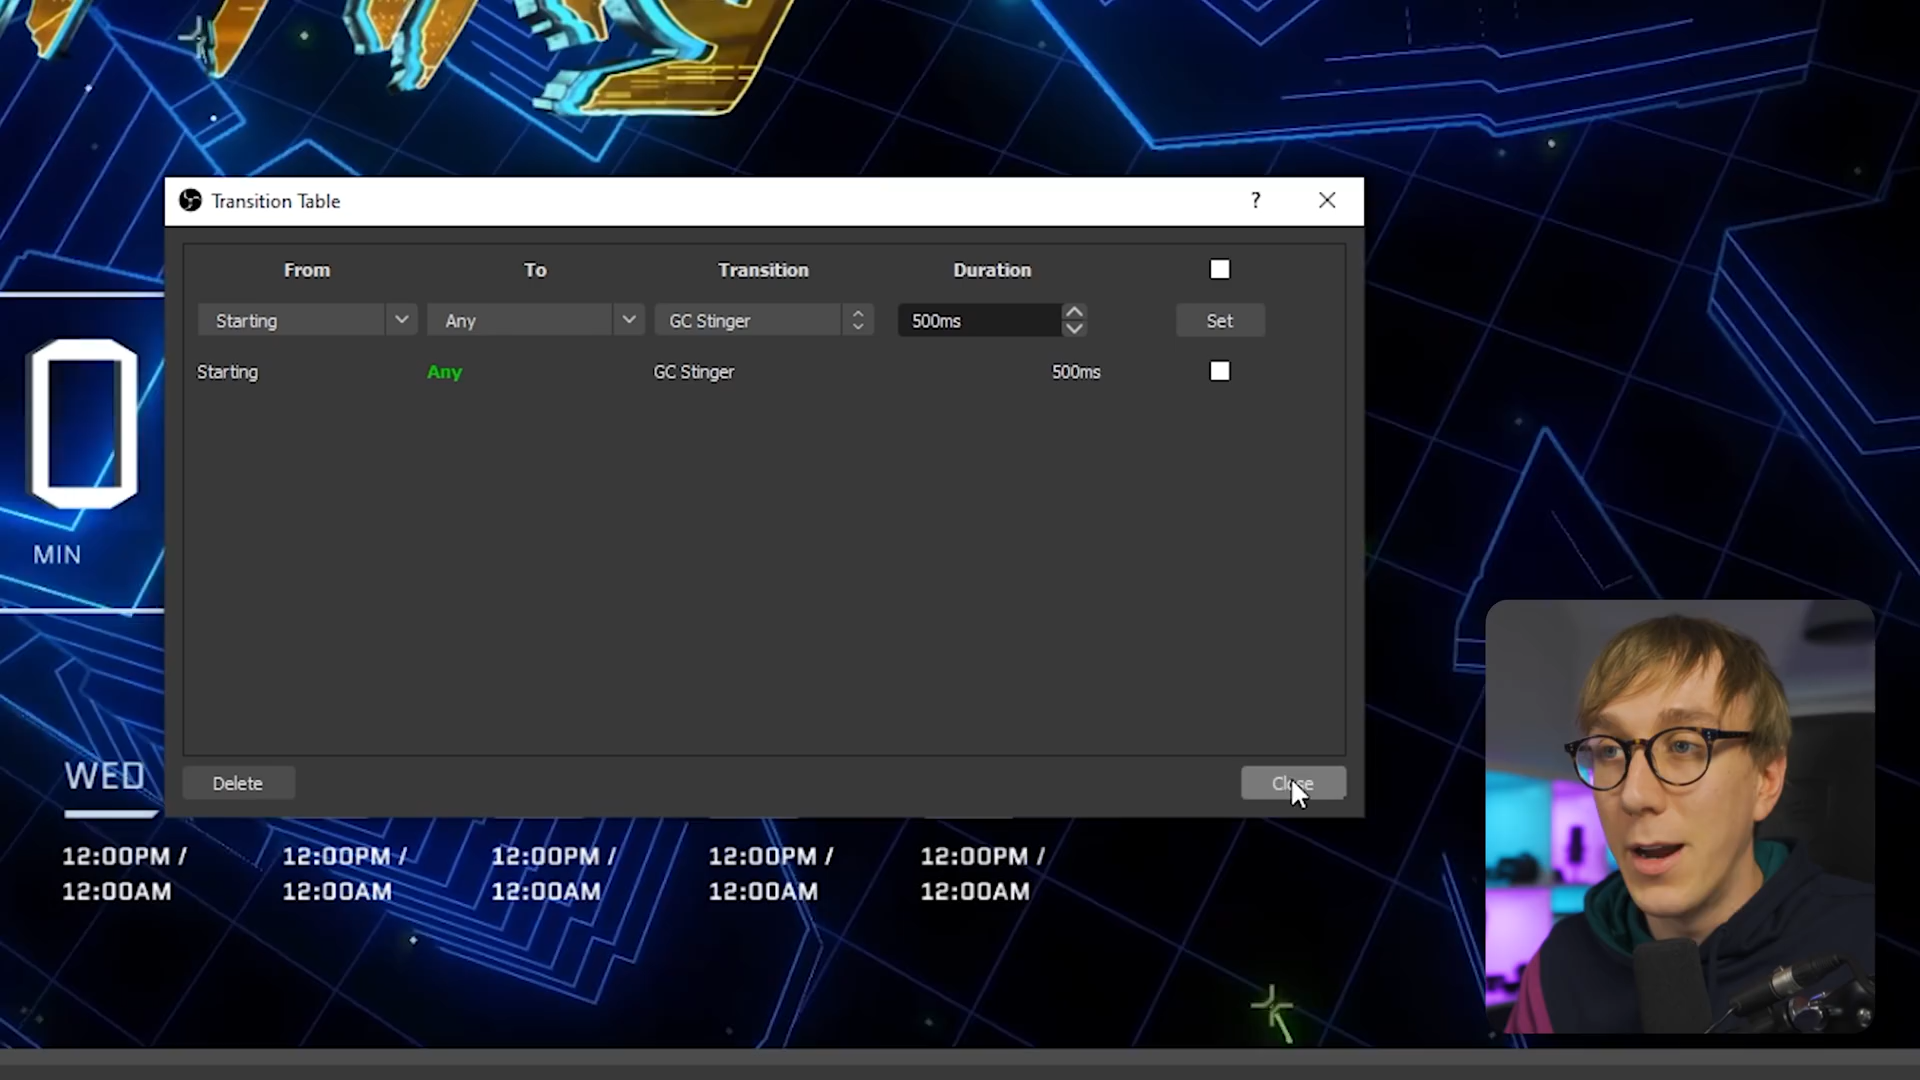 Transition Table
?
From To Transition Duration
Starting Any GC Stinger 500ms Set
Starting Any GC Stinger 500ms
0
MIN
Delete Close
WED
12:00PM / 12:00PM / 12:00PM / 12:00PM / 12:00PM /
12:00AM 12:00AM 12:00AM 12:00AM 12:00AM